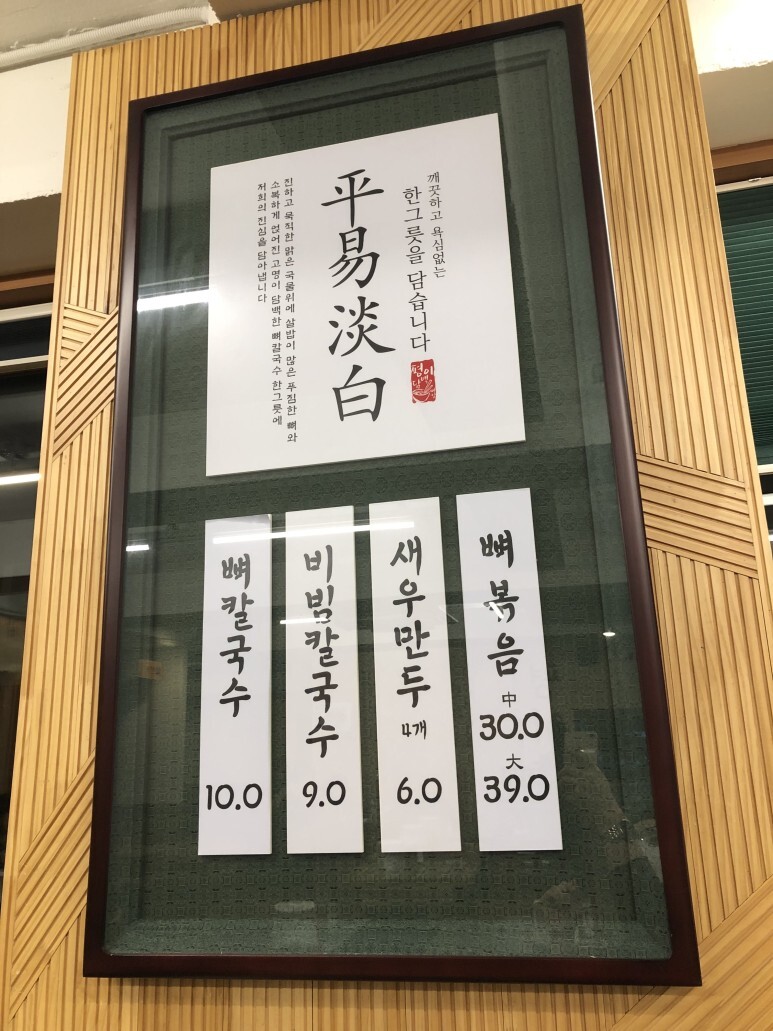 깨끗하고 욕심없는
한그릇을 담습니다
평이담백
平易淡白
진하고 묵직한 맑은 국물위에 살밥이 많은 푸짐한 뼈와
소복하게 얹어진 고명이 담백한 뼈칼국수 한그릇에
저희의 진심을 담아냅니다
뼈칼국수
10.0
비빔칼국수
9.0
새우만두
4개
6.0
뼈볶음
中
30.0
大
39.0